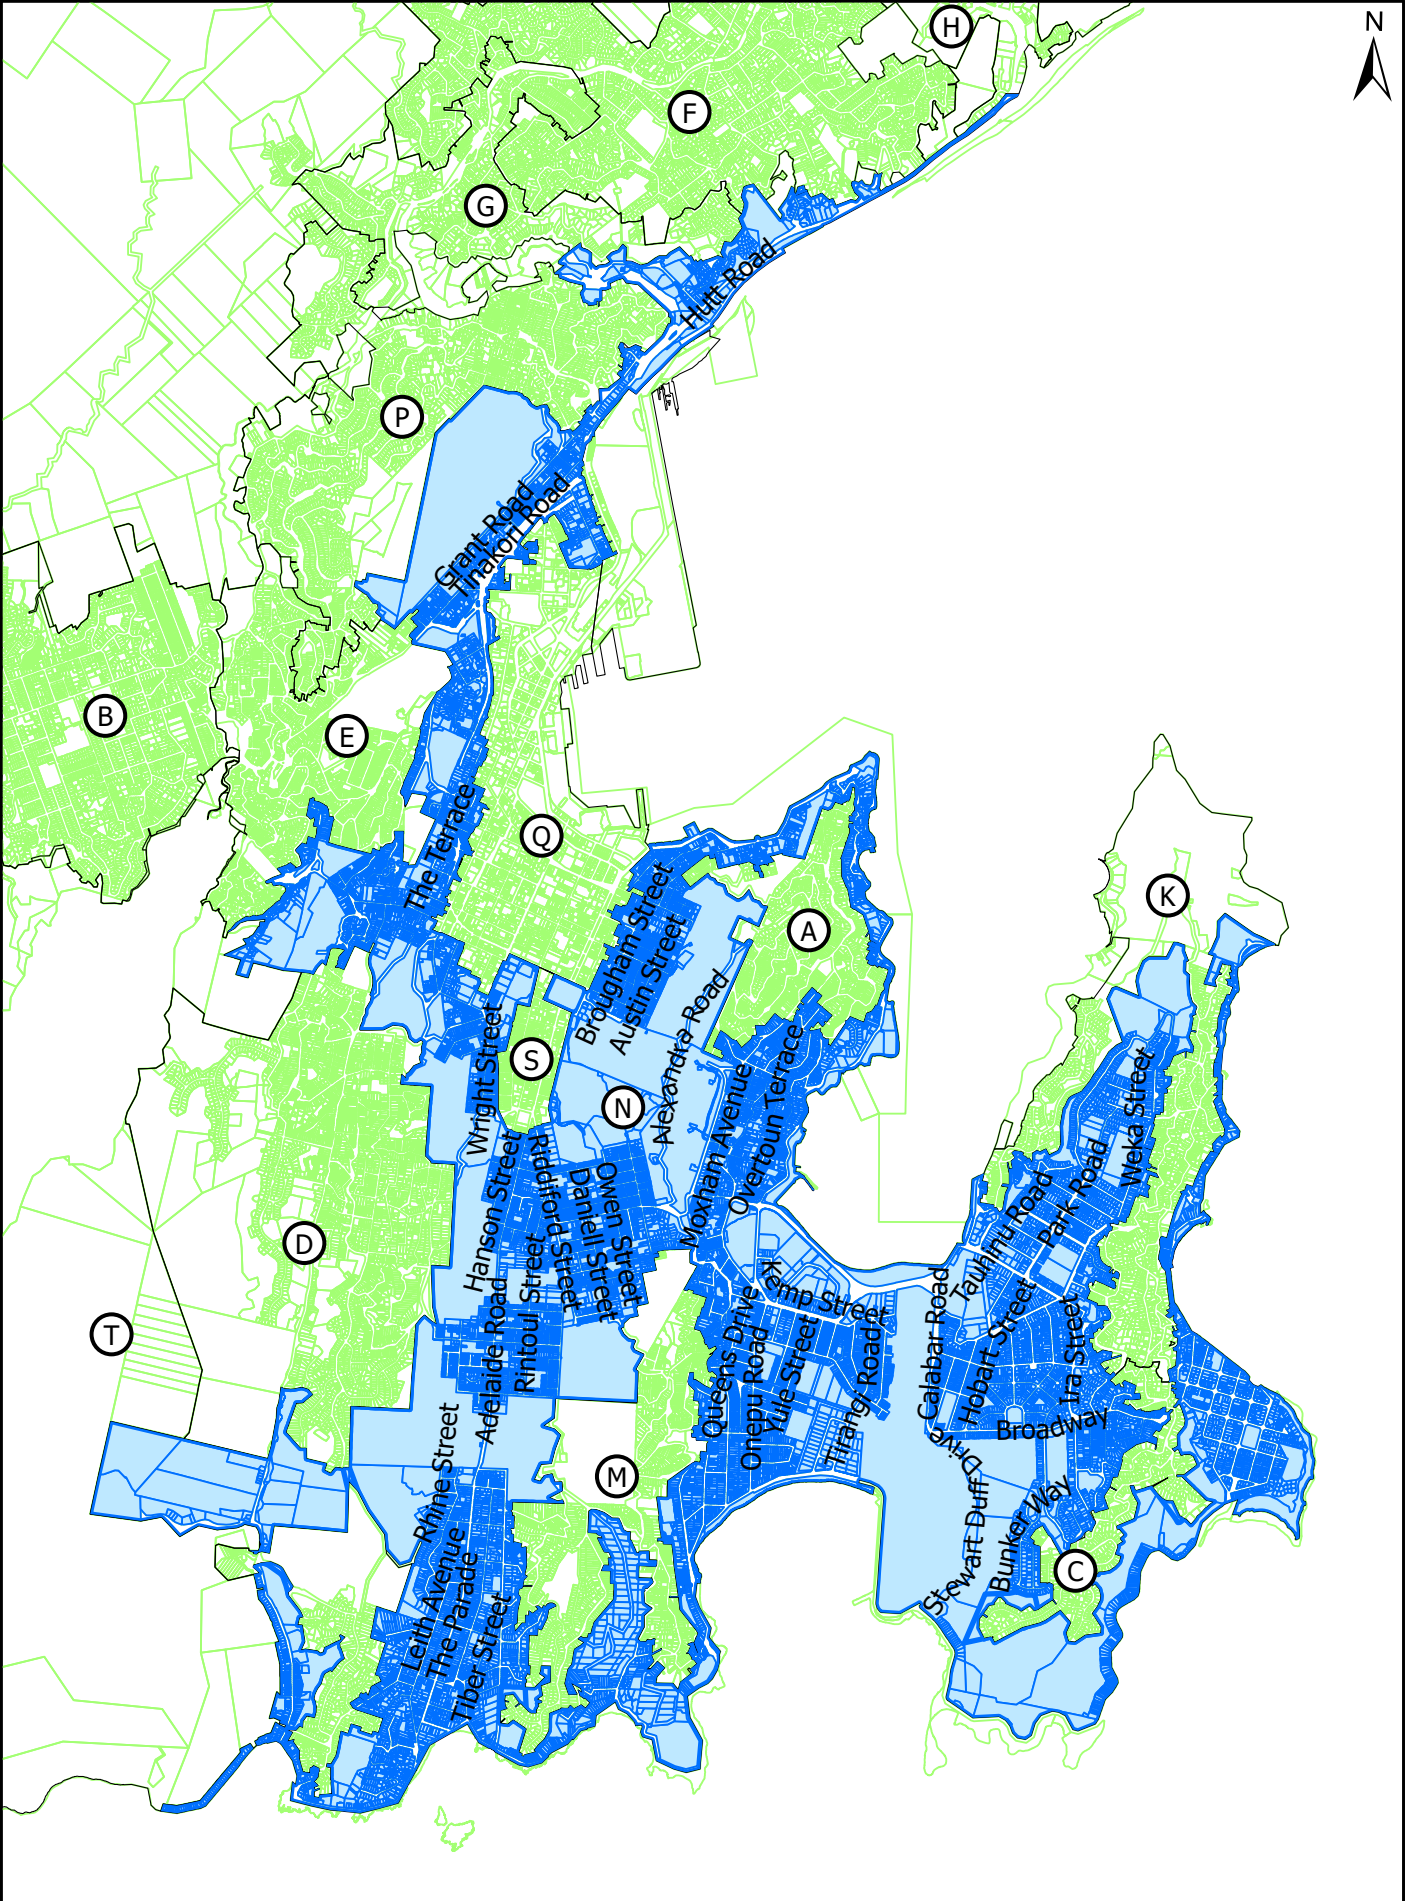 H
N
F
G
Hutt Road
P
Grant Road
Tinakori Road
B
E
Q
The Terrace
K
A
Brougham Street
Austin Street
Alexandra Road
S
N
Wright Street
Moxham Avenue
Overtoun Terrace
Weka Street
Park Road
Tauhinu Road
Hanson Street
Riddiford Street
Daniell Street
Owen Street
D
Kemp Street
T
Adelaide Road
Rintoul Street
Queens Drive
Onepu Road
Yule Street
Tirangi Road
Calabar Road
Hobart Street
Ira Street
Broadway
M
Rhine Street
Stewart Duff Drive
Bunker Way
C
Leith Avenue
The Parade
Tiber Street